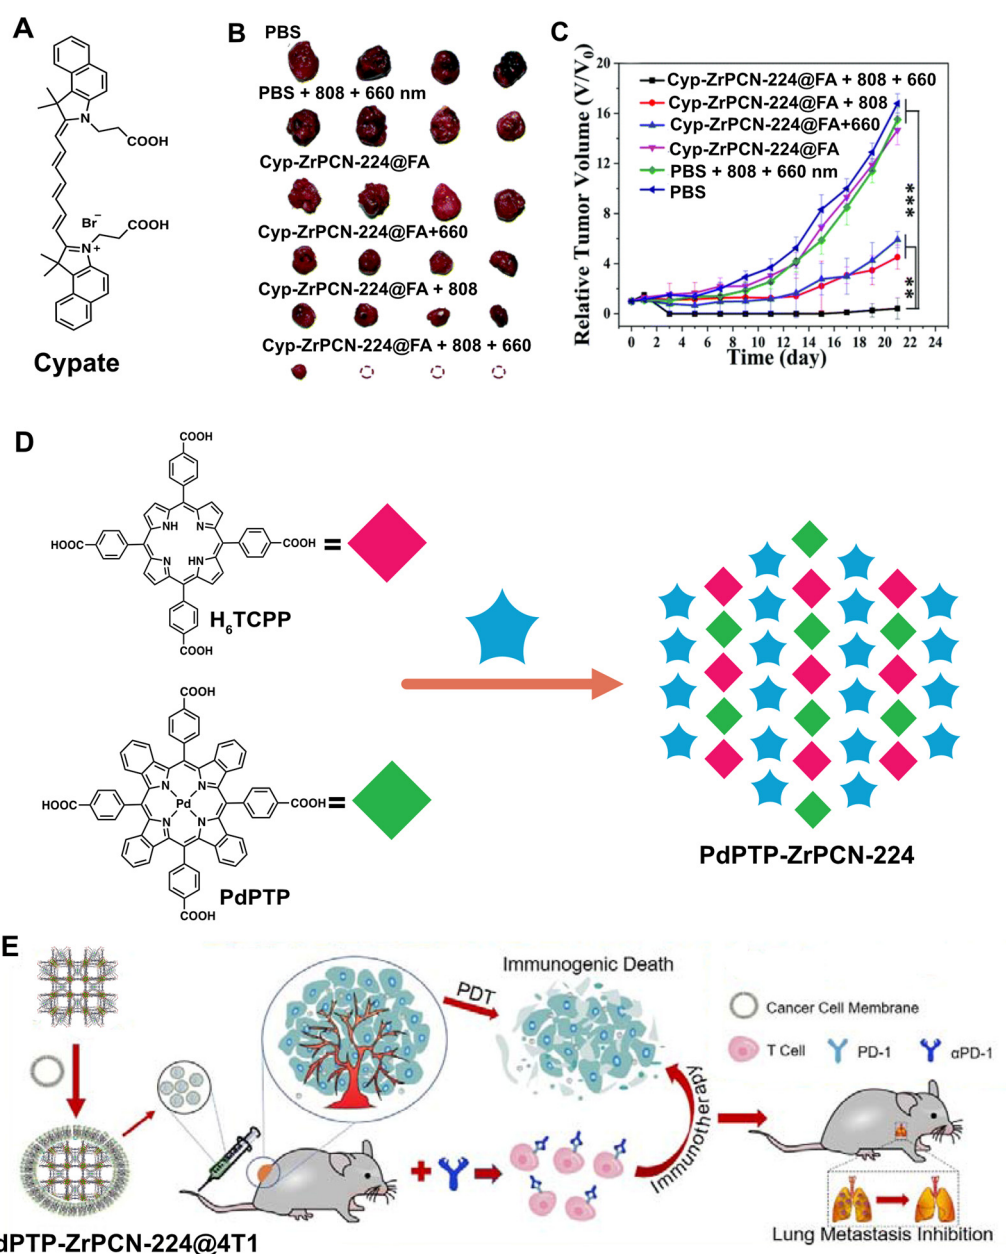 A
COOH
COOH
Br⁻
N
N⁺
Cypate
B
PBS
PBS + 808 + 660 nm
Cyp-ZrPCN-224@FA
Cyp-ZrPCN-224@FA+660
Cyp-ZrPCN-224@FA + 808
Cyp-ZrPCN-224@FA + 808 + 660
C
Relative Tumor Volume (V/V₀)
20
16
12
8
4
0
Cyp-ZrPCN-224@FA + 808 + 660
Cyp-ZrPCN-224@FA + 808
Cyp-ZrPCN-224@FA+660
Cyp-ZrPCN-224@FA
PBS + 808 + 660 nm
PBS
***
**
0 2 4 6 8 10 12 14 16 18 20 22 24
Time (day)
D
COOH
NH N
HOOC COOH =
N HN
H₆TCPP
COOH
COOH
N N
HOOC Pd COOH =
N N
PdPTP
COOH
PdPTP-ZrPCN-224
E
PDT
Immunogenic Death
Cancer Cell Membrane
T Cell PD-1 αPD-1
+
Immunotherapy
dPTP-ZrPCN-224@4T1
Lung Metastasis Inhibition